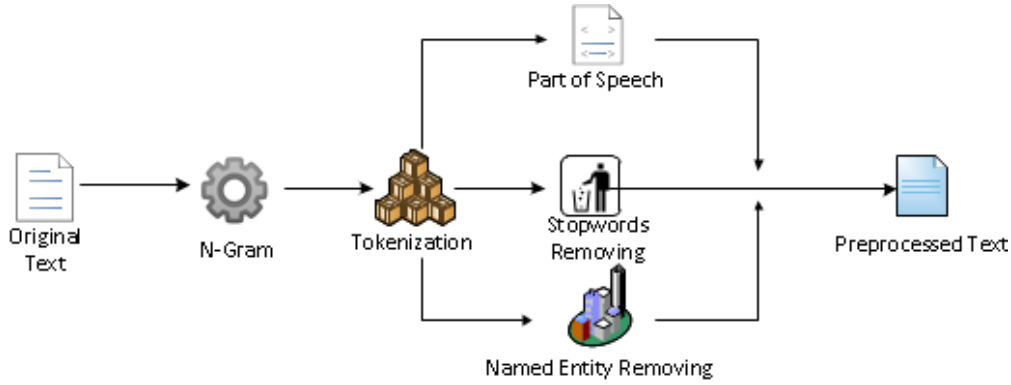 Part of Speech
Original
Text
N-Gram
Tokenization
Stopwords
Removing
Preprocessed Text
Named Entity Removing